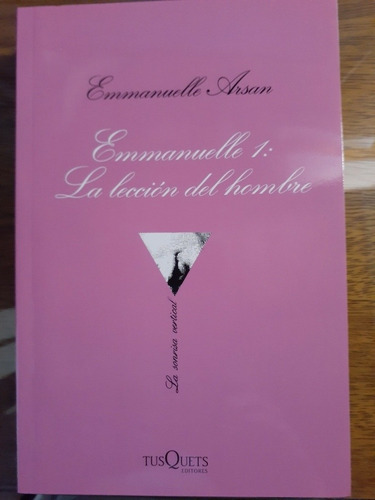 Emmanuelle Arsan
Emmanuelle 1:
La lección del hombre
La sonrisa vertical
TUSQUETS
EDITORES